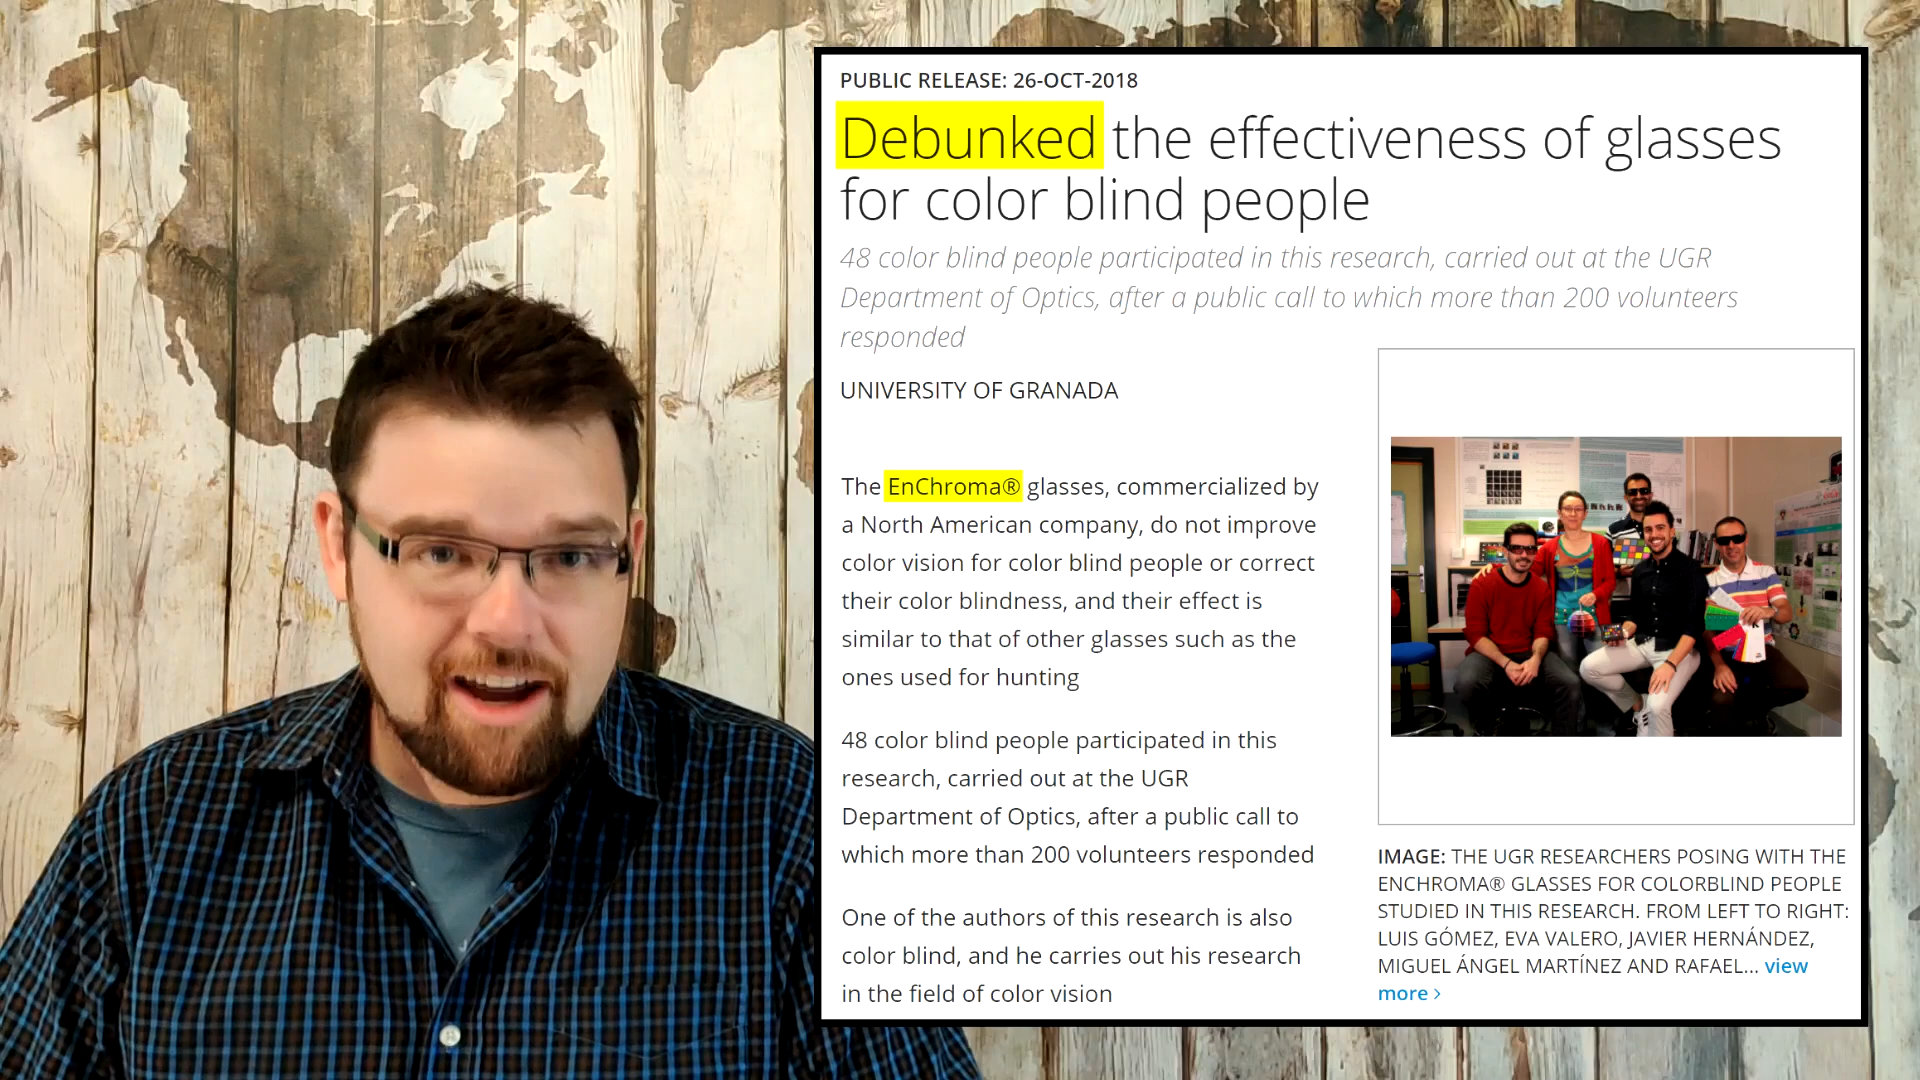 PUBLIC RELEASE: 26-OCT-2018
Debunked the effectiveness of glasses
for color blind people
48 color blind people participated in this research, carried out at the UGR
Department of Optics, after a public call to which more than 200 volunteers
responded
UNIVERSITY OF GRANADA
The EnChroma® glasses, commercialized by
a North American company, do not improve
color vision for color blind people or correct
their color blindness, and their effect is
similar to that of other glasses such as the
ones used for hunting
48 color blind people participated in this
research, carried out at the UGR
Department of Optics, after a public call to
which more than 200 volunteers responded
One of the authors of this research is also
color blind, and he carries out his research
in the field of color vision
IMAGE: THE UGR RESEARCHERS POSING WITH THE
ENCHROMA® GLASSES FOR COLORBLIND PEOPLE
STUDIED IN THIS RESEARCH. FROM LEFT TO RIGHT:
LUIS GÓMEZ, EVA VALERO, JAVIER HERNÁNDEZ,
MIGUEL ÁNGEL MARTÍNEZ AND RAFAEL... view
more >